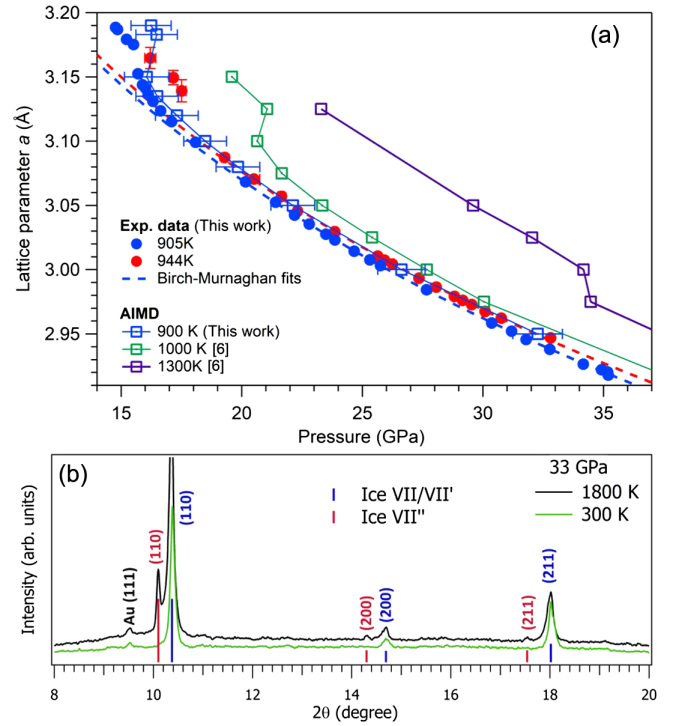 (a)
3.20
3.15
3.10
3.05
3.00
2.95
Lattice parameter a (Å)
Exp. data (This work)
905K
944K
Birch-Murnaghan fits
AIMD
900 K (This work)
1000 K [6]
1300K [6]
15 20 25 30 35
Pressure (GPa)
(b)
33 GPa
1800 K
300 K
Ice VII/VII'
Ice VII"
Intensity (arb. units)
Au (111)
(110)
(110)
(200)
(200)
(211)
(211)
8 10 12 14 16 18 20
2θ (degree)